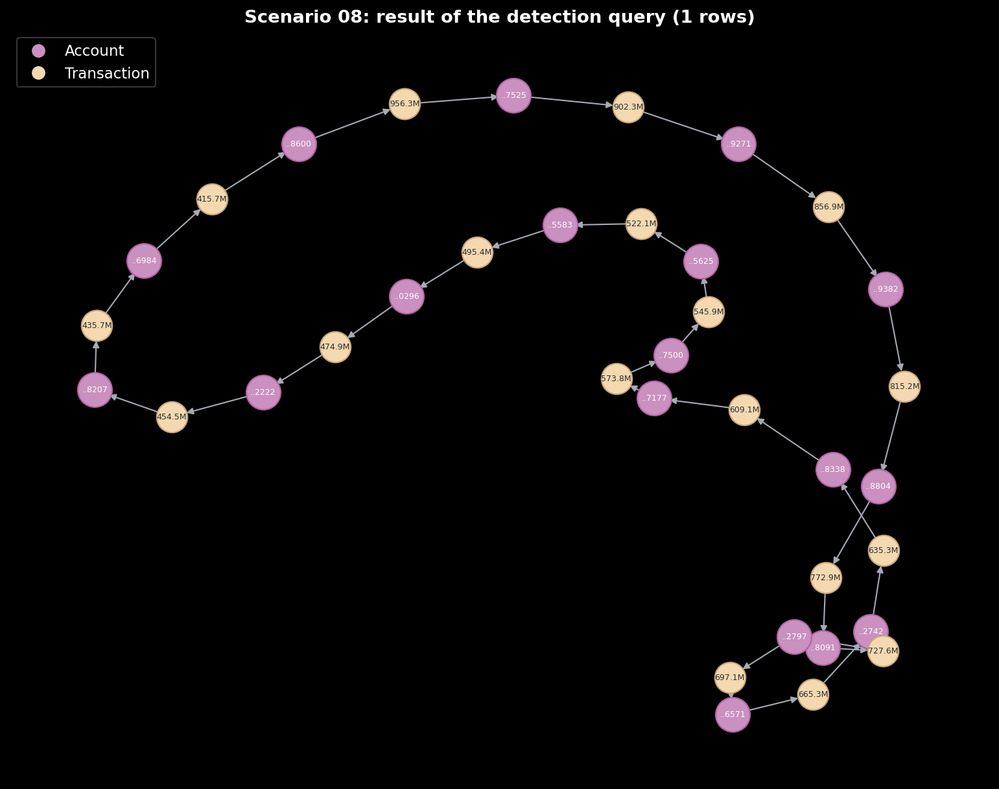 Scenario 08: result of the detection query (1 rows)
Account
Transaction
..7525
956.3M
902.3M
..8600
..9271
415.7M
856.9M
522.1M
..5583
495.4M
..6984
..5625
..9382
..0296
545.9M
435.7M
474.9M
..7500
573.8M
815.2M
..8207
..2222
..7177
609.1M
454.5M
..8338
..8804
635.3M
772.9M
..2742
..2797
..8091
727.6M
697.1M
665.3M
..6571